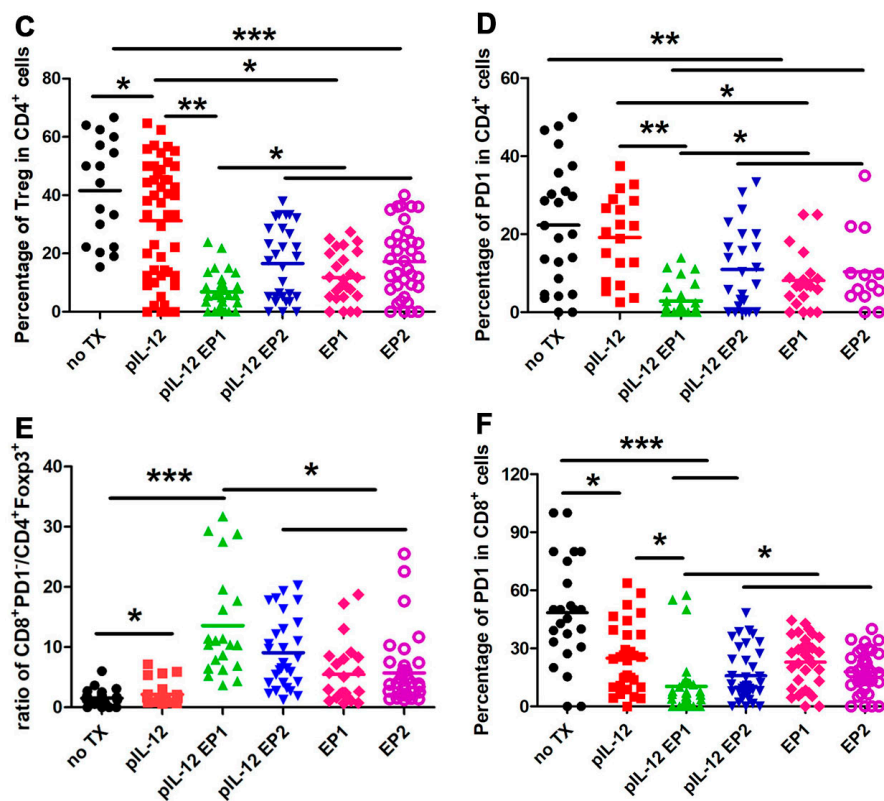 C
Percentage of Treg in CD4⁺ cells
80
60
40
20
0
***
*
*
**
*
no TX
pIL-12
pIL-12 EP1
pIL-12 EP2
EP1
EP2
D
Percentage of PD1 in CD4⁺ cells
60
40
20
0
**
*
**
*
no TX
pIL-12
pIL-12 EP1
pIL-12 EP2
EP1
EP2
E
ratio of CD8⁺PD1⁻/CD4⁺Foxp3⁺
40
30
20
10
0
***
*
*
no TX
pIL-12
pIL-12 EP1
pIL-12 EP2
EP1
EP2
F
Percentage of PD1 in CD8⁺ cells
120
90
60
30
0
***
*
*
*
no TX
pIL-12
pIL-12 EP1
pIL-12 EP2
EP1
EP2